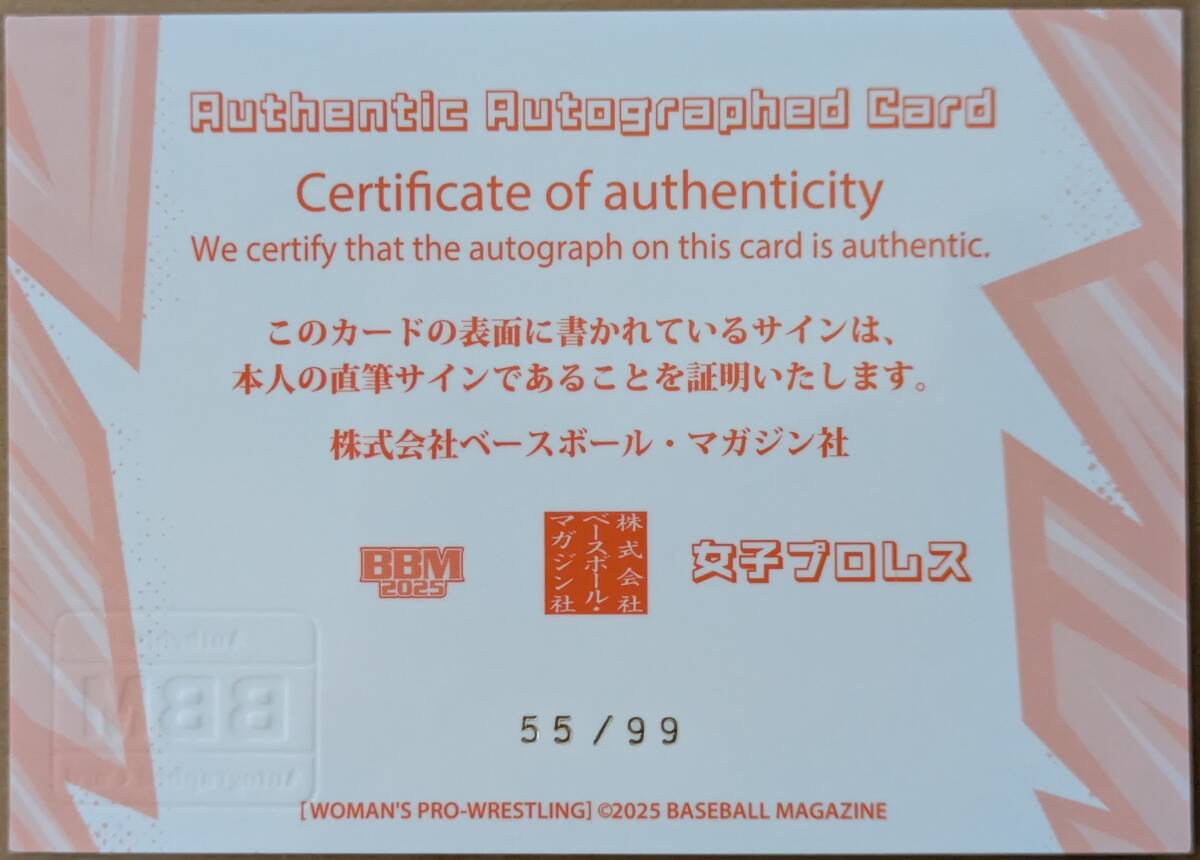 Authentic Autographed Card
Certificate of authenticity
We certify that the autograph on this card is authentic.
このカードの表面に書かれているサインは、
本人の直筆サインであることを証明いたします。
株式会社ベースボール・マガジン社
BBM
2025
株式会社
ベースボール・
マガジン社
女子プロレス
BBM
55/99
[WOMAN'S PRO-WRESTLING] ©2025 BASEBALL MAGAZINE